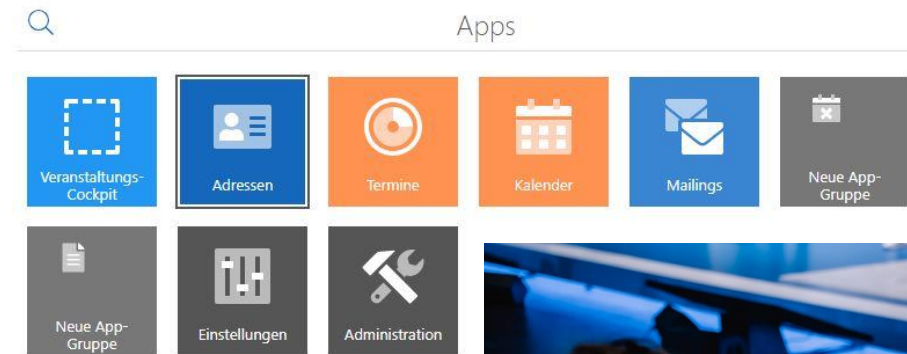 Apps
Veranstaltungs-
Cockpit
Adressen
Termine
Kalender
Mailings
Neue App-
Gruppe
Neue App-
Gruppe
Einstellungen
Administration